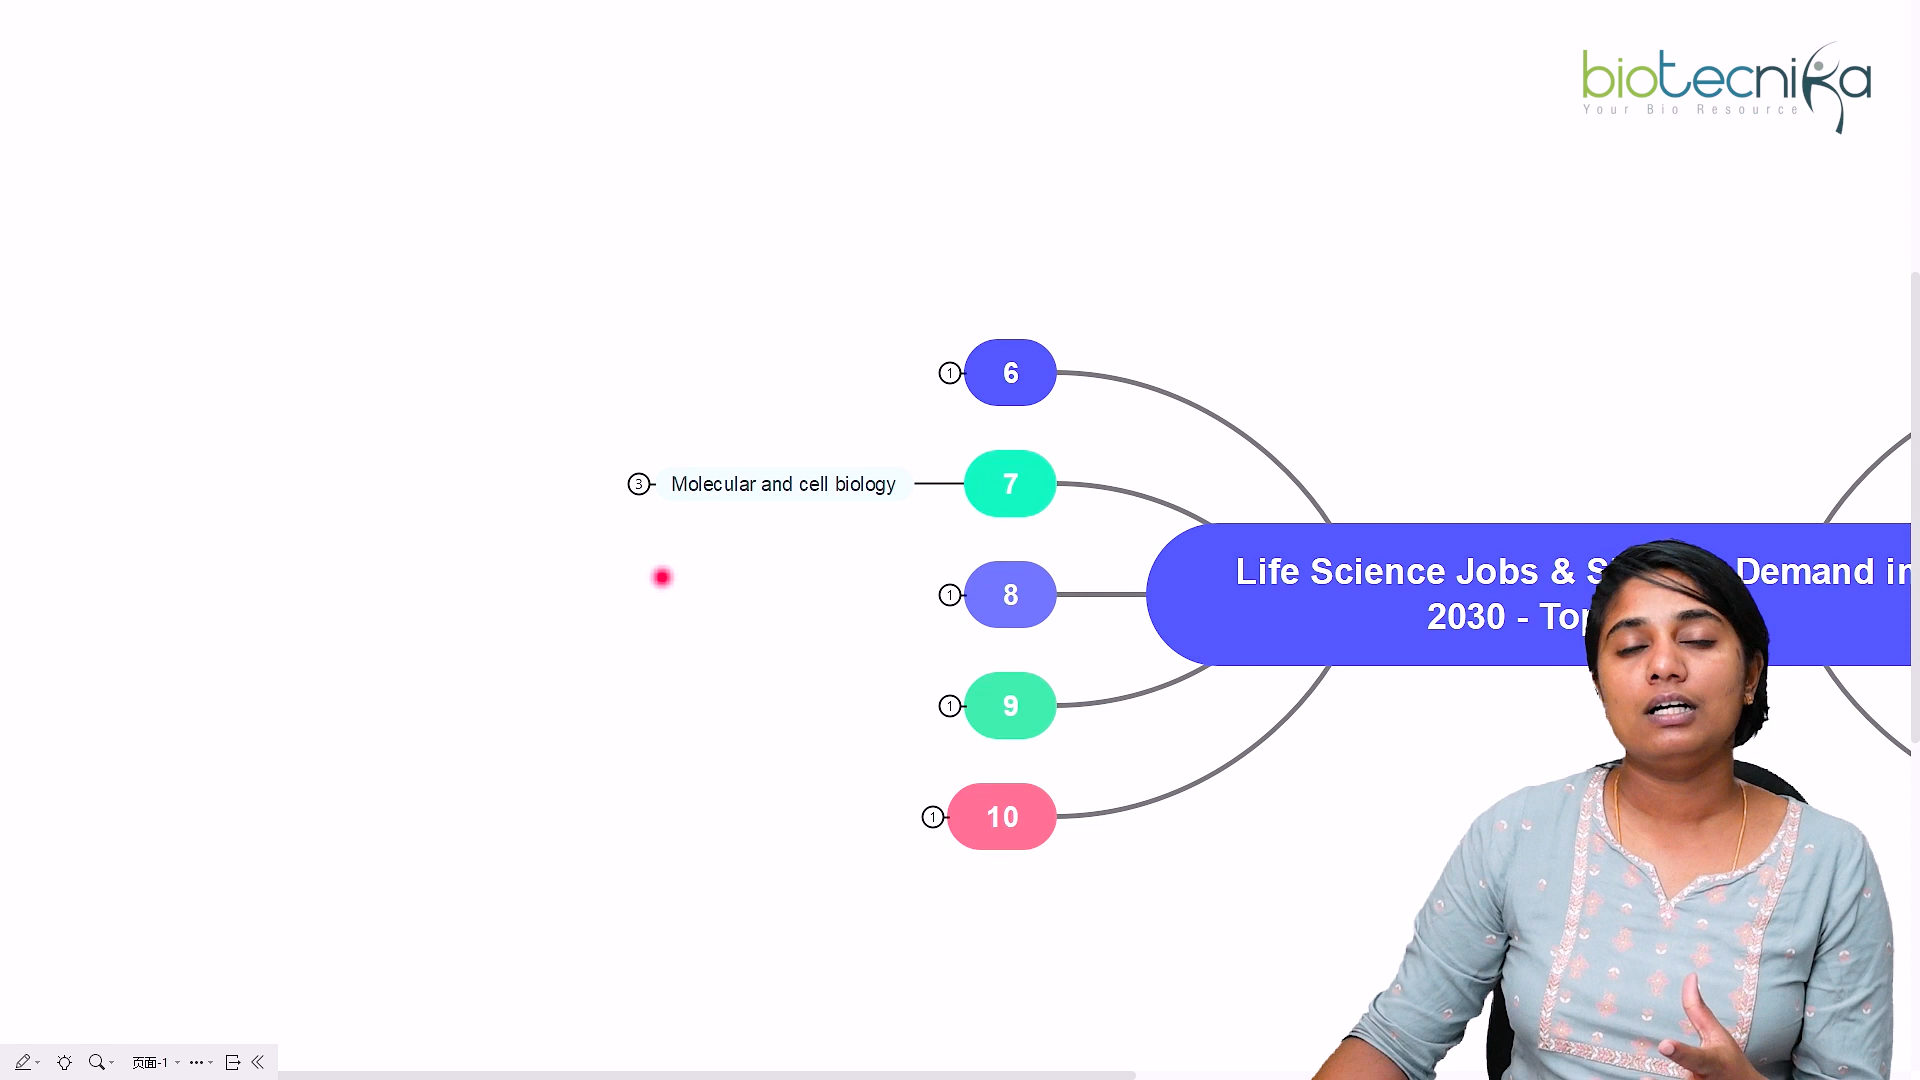 biotecnika
Your Bio Resource
1
6
3
Molecular and cell biology
7
Life Science Jobs & Demand in
2030 -
1
8
1
9
1
10
页面-1